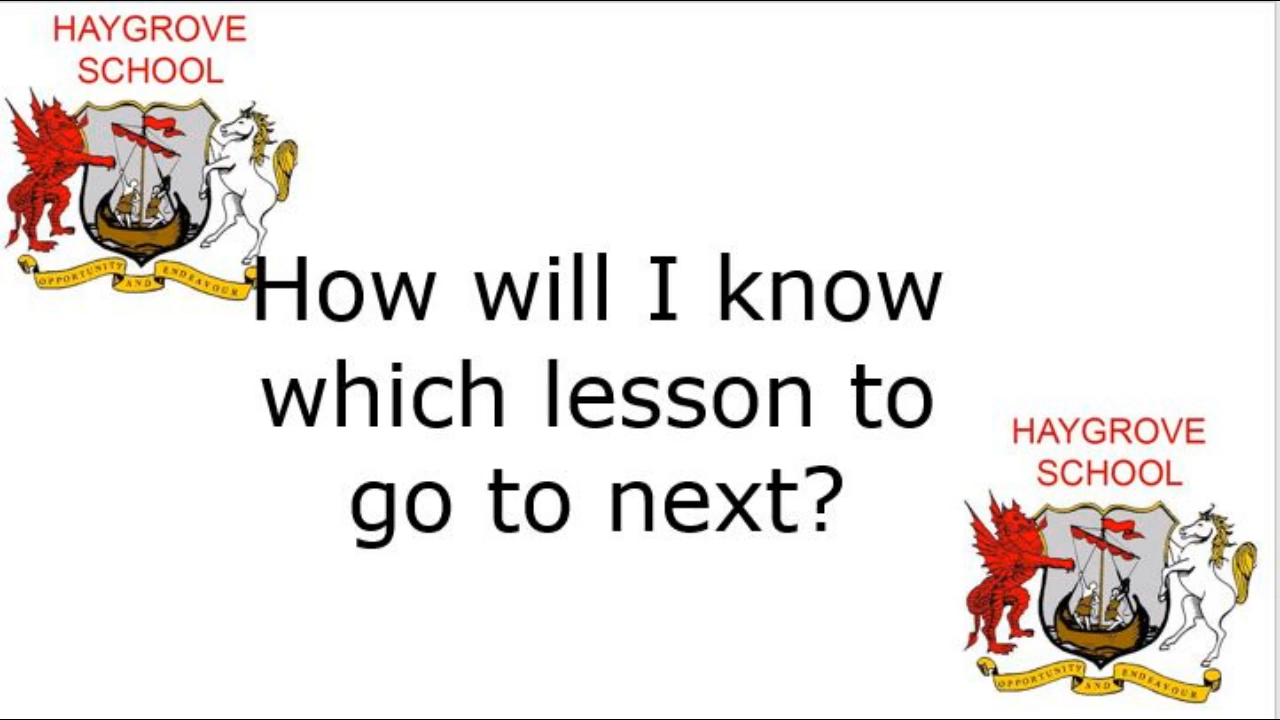 HAYGROVE
SCHOOL
OPPORTUNITY AND ENDEAVOUR
How will I know
which lesson to
go to next?
HAYGROVE
SCHOOL
OPPORTUNITY AND ENDEAVOUR